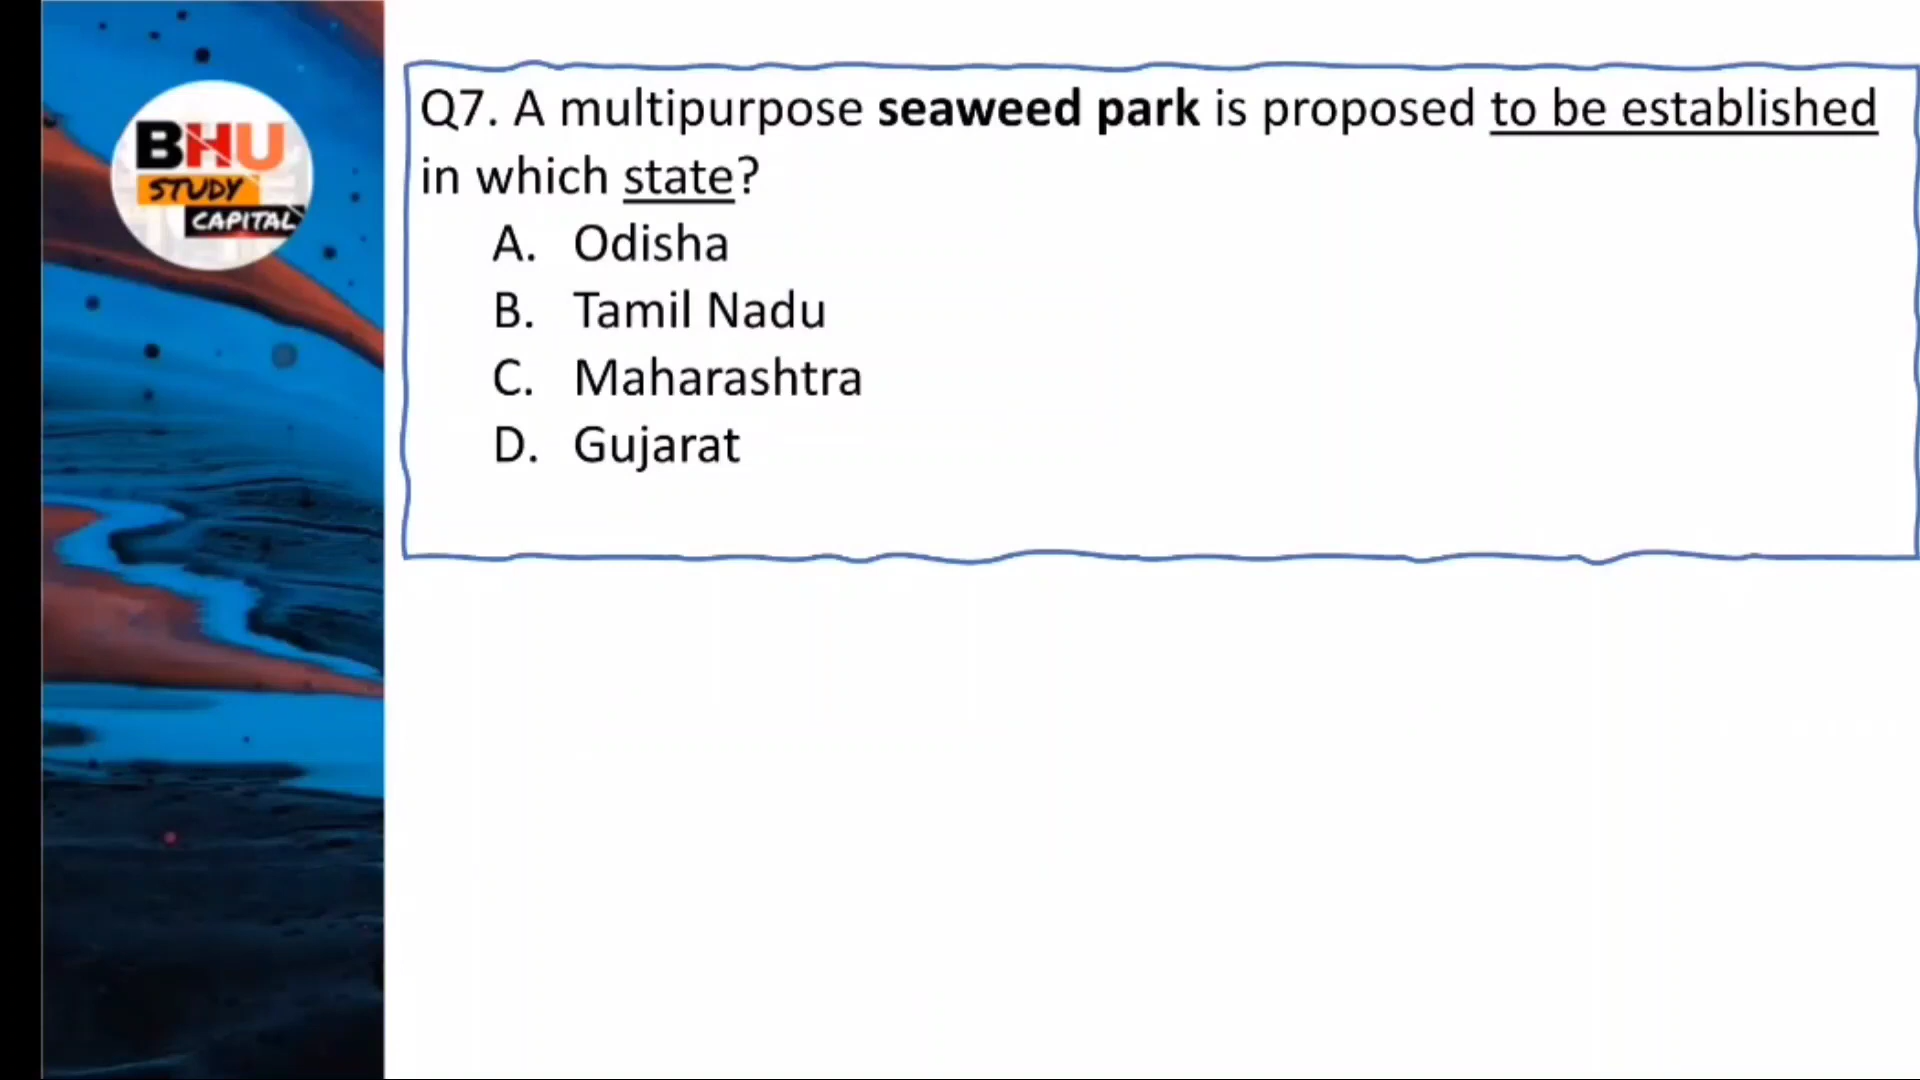 BHU
STUDY
CAPITAL
Q7. A multipurpose seaweed park is proposed to be established
in which state?
A. Odisha
B. Tamil Nadu
C. Maharashtra
D. Gujarat